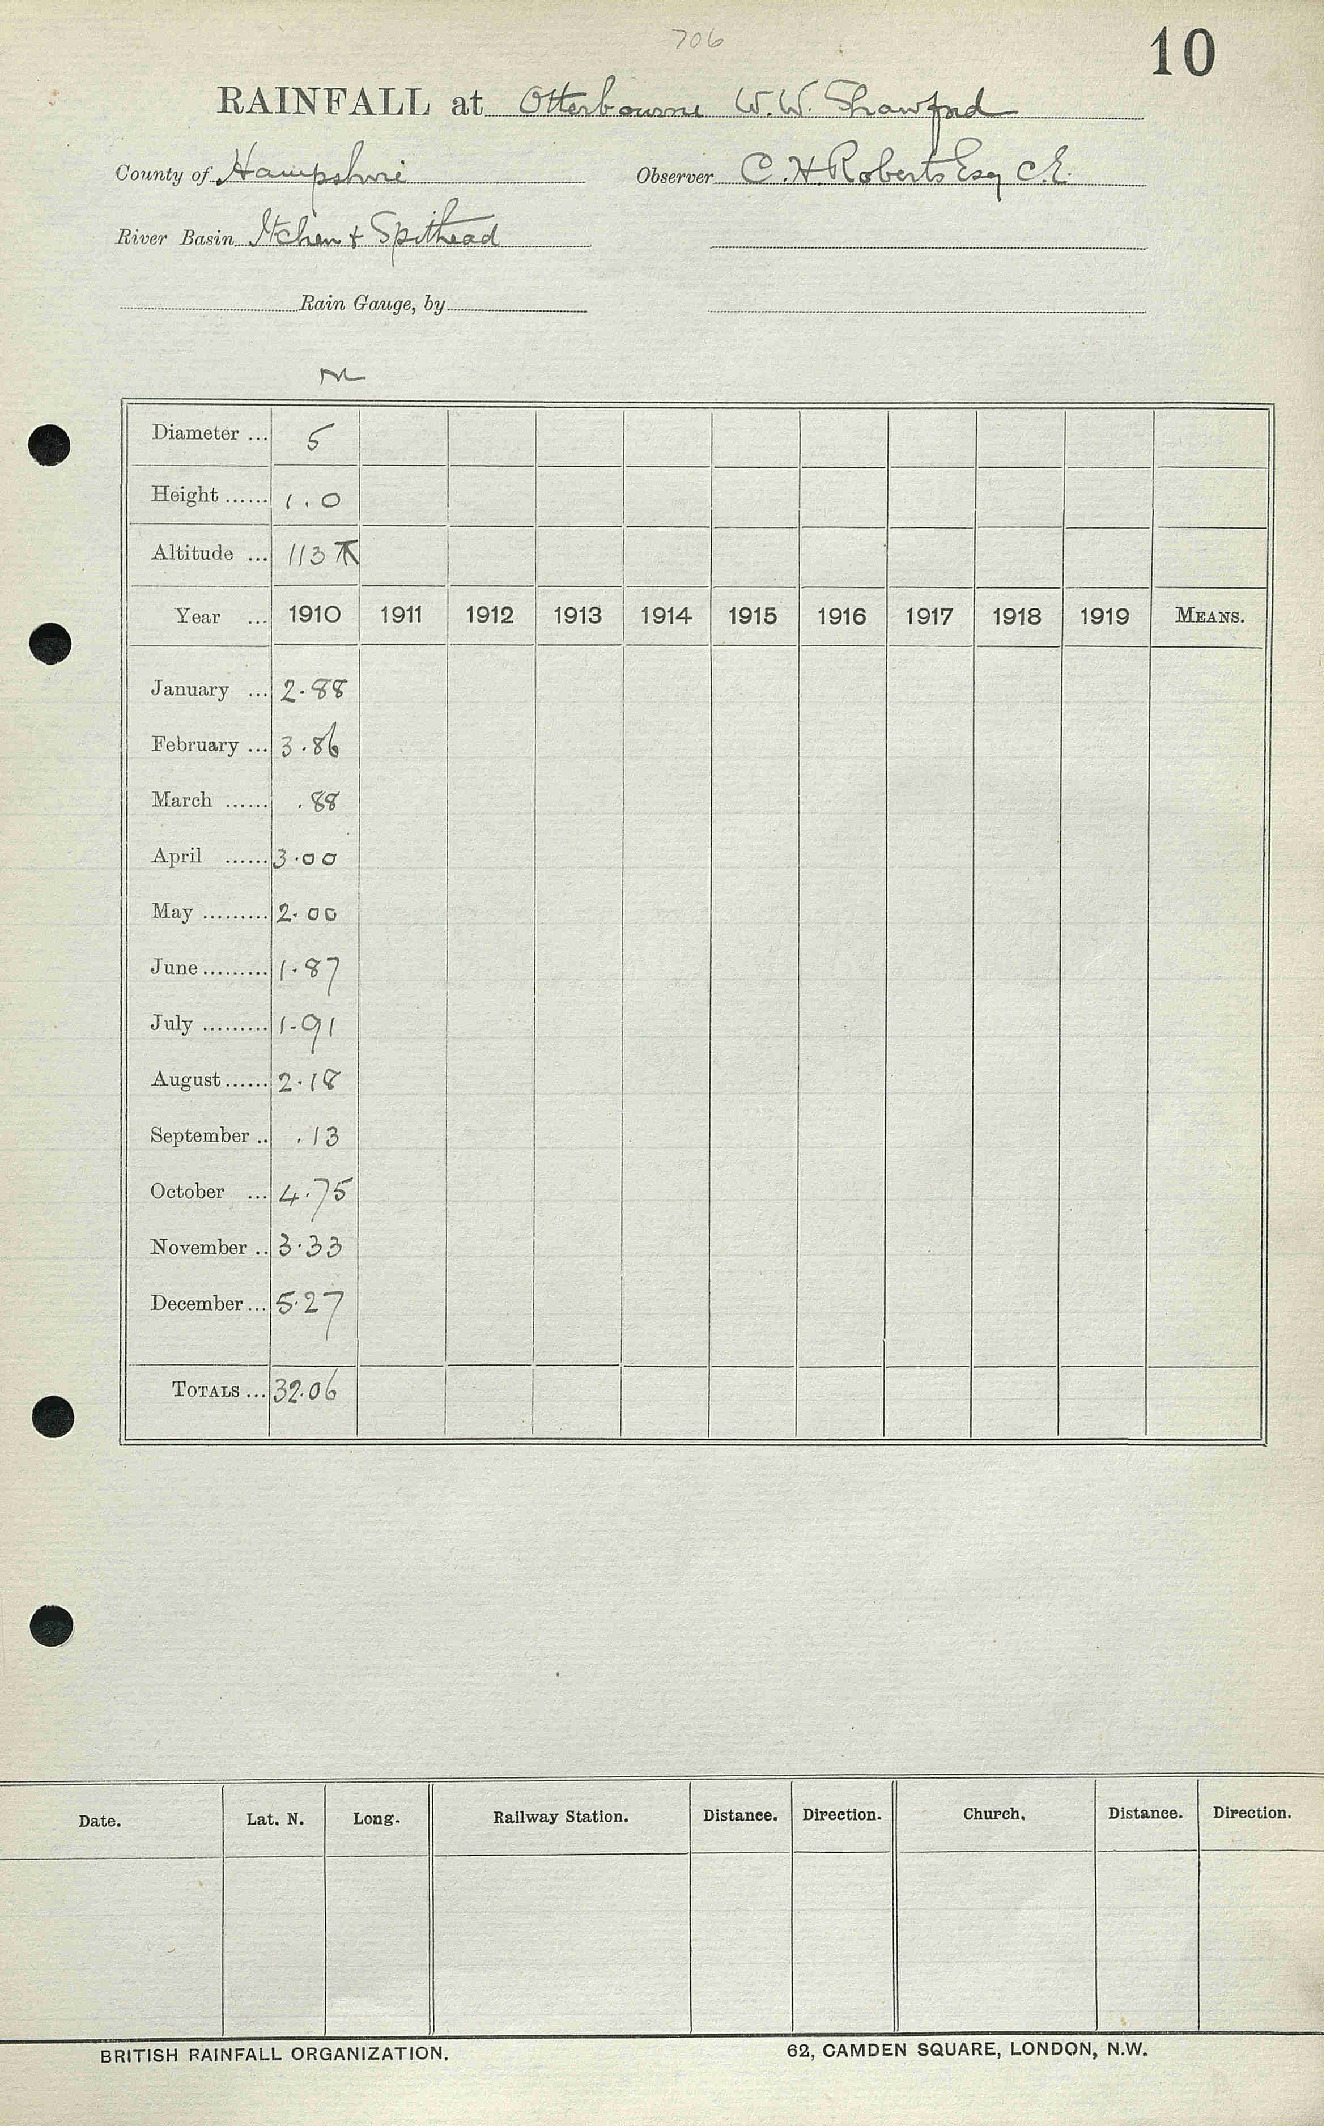 706
10
RAINFALL at Otterbourne W.W. Shawford
County of Hampshire Observer C.H. Roberts Esq C.E.
River Basin Itchen + Spithead
Rain Gauge, by
M
Diameter ... 5
Height ...... 1.0
Altitude ... 113
Year ... 1910 1911 1912 1913 1914 1915 1916 1917 1918 1919 MEANS.
January ... 2.88
February ... 3.86
March ...... .88
April ...... 3.00
May ......... 2.00
June ......... 1.87
July ......... 1.91
August ...... 2.18
September .. .13
October ... 4.75
November .. 3.33
December ... 5.27
TOTALS ... 32.06
Date. Lat. N. Long. Railway Station. Distance. Direction. Church. Distance. Direction.
BRITISH RAINFALL ORGANIZATION. 62, CAMDEN SQUARE, LONDON, N.W.